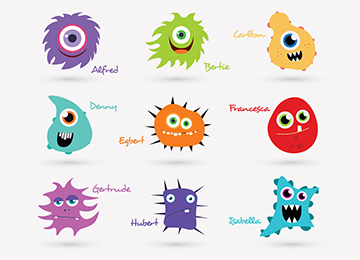 Alfred
Bertie
Carlton
Denny
Egbert
Francesca
Gertrude
Hubert
Isabella